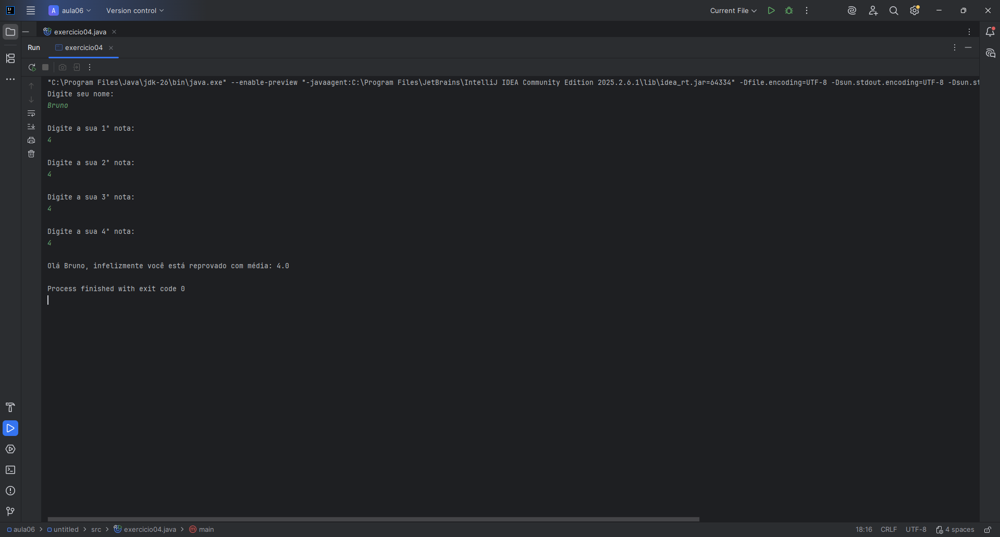 A aula06 Version control Current File
exercicio04.java
Run exercicio04
"C:\Program Files\Java\jdk-26\bin\java.exe" --enable-preview "-javaagent:C:\Program Files\JetBrains\IntelliJ IDEA Community Edition 2025.2.6.1\lib\idea_rt.jar=64334" -Dfile.encoding=UTF-8 -Dsun.stdout.encoding=UTF-8 -Dsun.st
Digite seu nome:
Bruno
Digite a sua 1ª nota:
4
Digite a sua 2ª nota:
4
Digite a sua 3ª nota:
4
Digite a sua 4ª nota:
4
Olá Bruno, infelizmente você está reprovado com média: 4.0
Process finished with exit code 0
aula06 > untitled > src > exercicio04.java > main 18:16 CRLF UTF-8 4 spaces